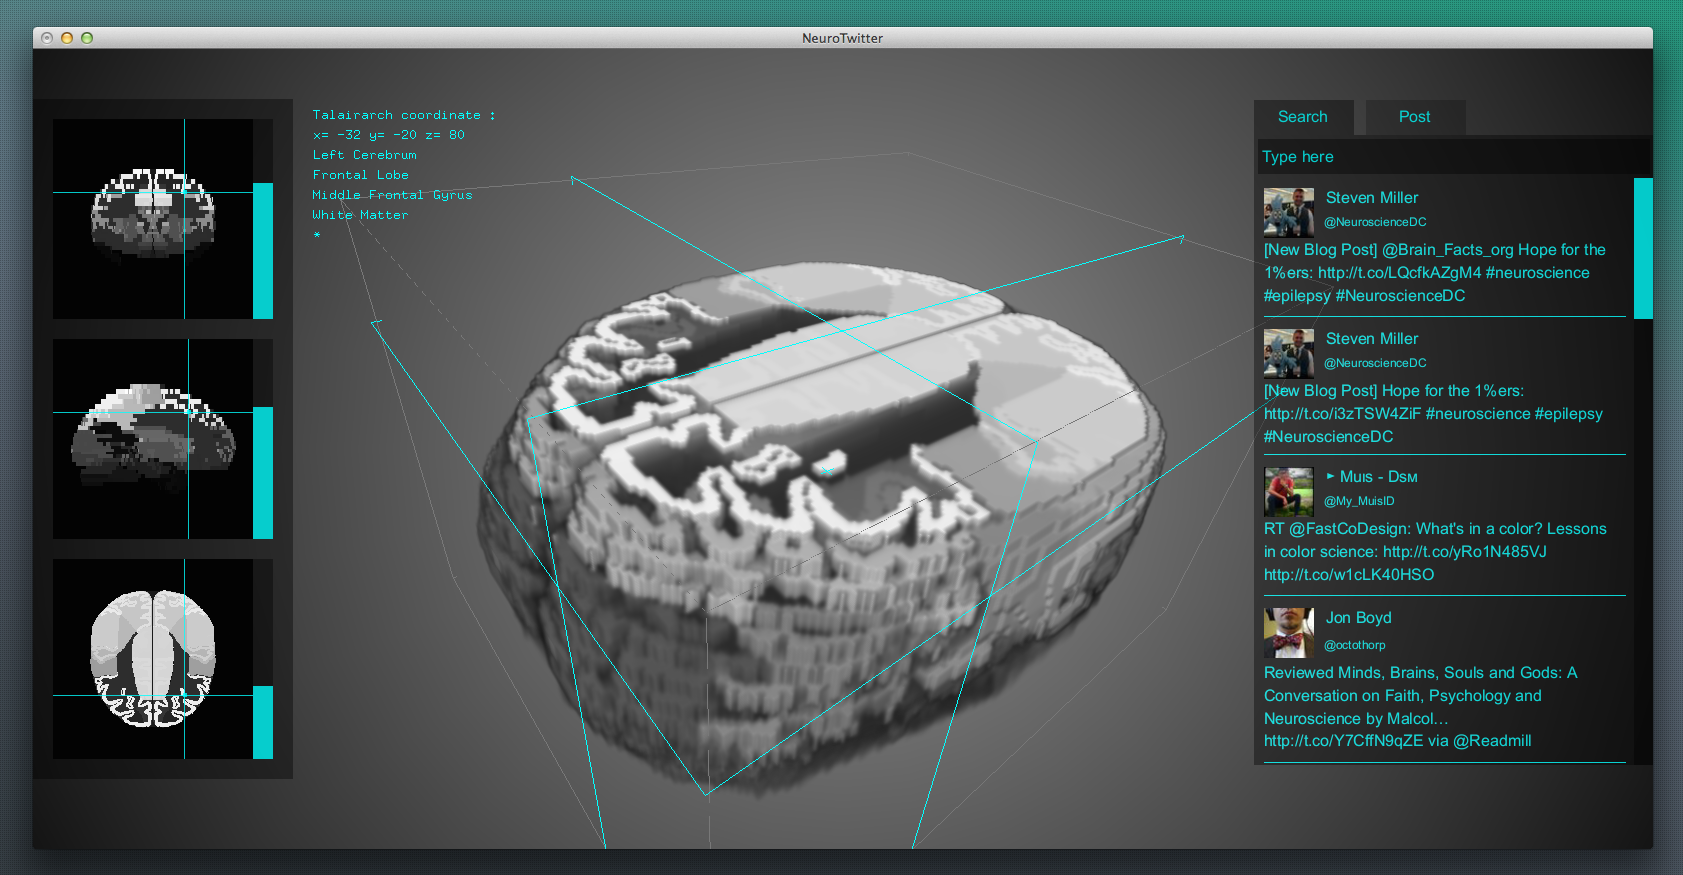 NeuroTwitter
Talairarch coordinate :
x= -32 y= -20 z= 80
Left Cerebrum
Frontal Lobe
Middle Frontal Gyrus
White Matter
*
Search
Post
Type here
Steven Miller
@NeuroscienceDC
[New Blog Post] @Brain_Facts_org Hope for the
1%ers: http://t.co/LQcfkAZgM4 #neuroscience
#epilepsy #NeuroscienceDC
Steven Miller
@NeuroscienceDC
[New Blog Post] Hope for the 1%ers:
http://t.co/i3zTSW4ZiF #neuroscience #epilepsy
#NeuroscienceDC
‣ Muıs - Dsм
@My_MuisID
RT @FastCoDesign: What's in a color? Lessons
in color science: http://t.co/yRo1N485VJ
http://t.co/w1cLK40HSO
Jon Boyd
@octothorp
Reviewed Minds, Brains, Souls and Gods: A
Conversation on Faith, Psychology and
Neuroscience by Malcol…
http://t.co/Y7CffN9qZE via @Readmill